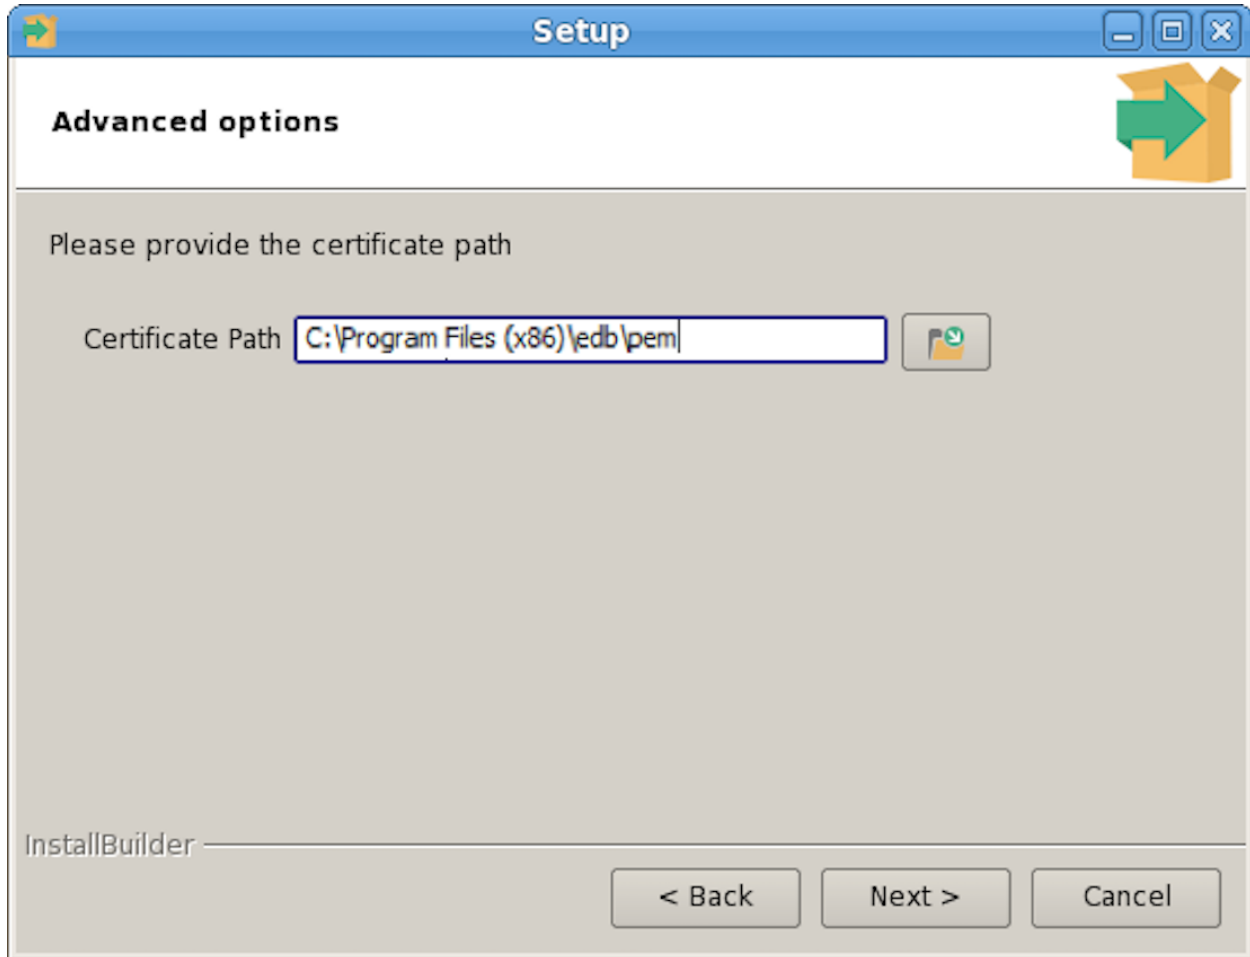 Setup
Advanced options
Please provide the certificate path
Certificate Path C:\Program Files (x86)\edb\pem
InstallBuilder
< Back Next > Cancel